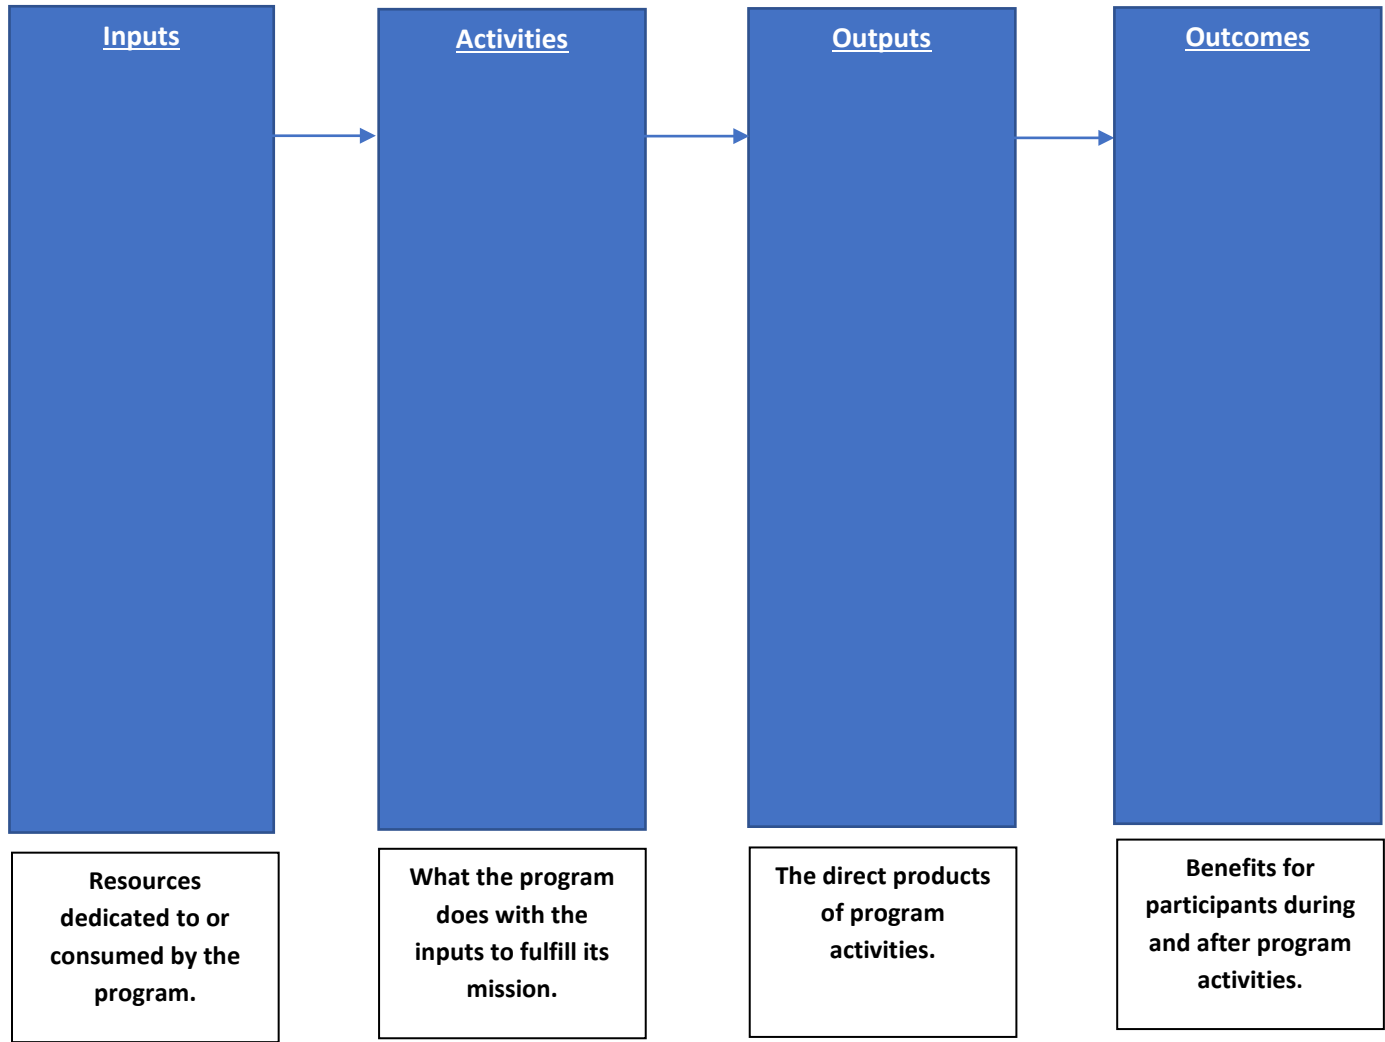 Inputs
Activities
Outputs
Outcomes
Resources
dedicated to or
consumed by the
program.
What the program
does with the
inputs to fulfill its
mission.
The direct products
of program
activities.
Benefits for
participants during
and after program
activities.